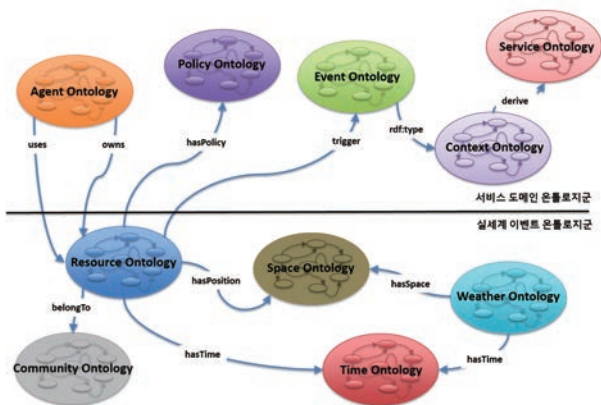 Service Ontology
Policy Ontology
Event Ontology
Agent Ontology
derive
uses
owns
hasPolicy
trigger
rdf:type
Context Ontology
서비스 도메인 온톨로지군
실세계 이벤트 온톨로지군
Resource Ontology
Space Ontology
hasPosition
hasSpace
Weather Ontology
belongTo
hasTime
hasTime
Community Ontology
Time Ontology